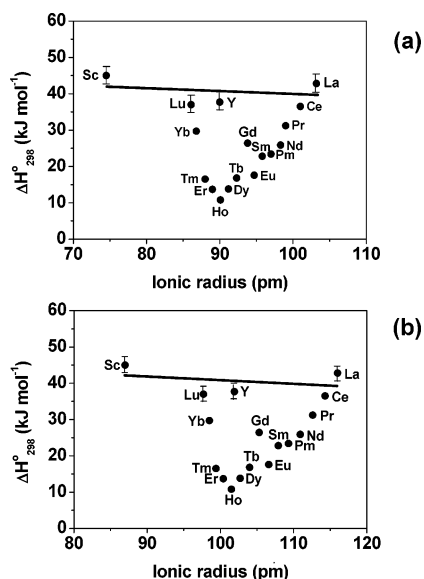 (a)
ΔH°298 (kJ mol-1)
60
50
40
30
20
10
0
Sc
Lu
Y
La
Ce
Yb
Pr
Gd
Sm
Nd
Pm
Tb
Eu
Tm
Er
Dy
Ho
70 80 90 100 110
Ionic radius (pm)
(b)
ΔH°298 (kJ mol-1)
60
50
40
30
20
10
0
Sc
Lu
Y
La
Ce
Yb
Pr
Gd
Sm
Nd
Pm
Tb
Eu
Tm
Er
Dy
Ho
80 90 100 110 120
Ionic radius (pm)